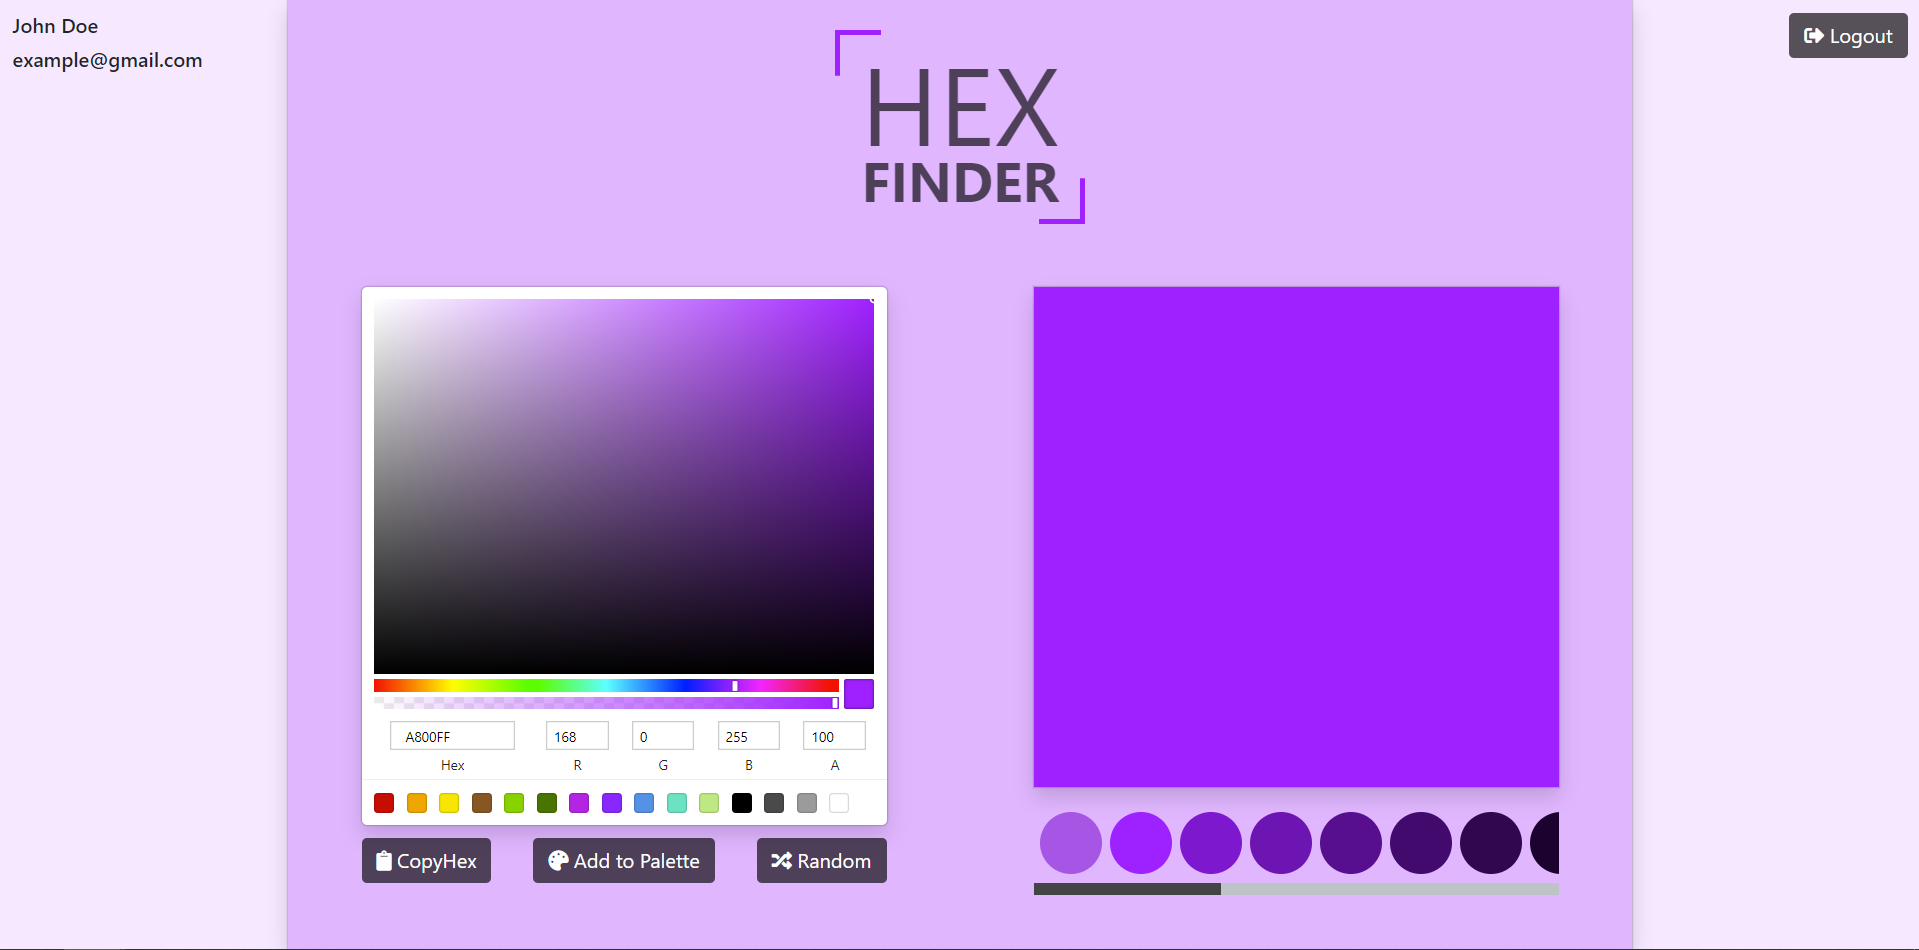 John Doe
example@gmail.com
Logout
HEX
FINDER
A800FF 168 0 255 100
Hex R G B A
CopyHex Add to Palette Random